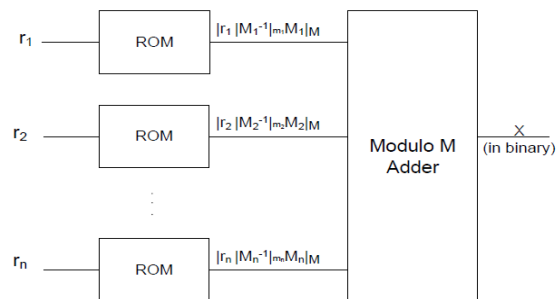 r₁ ROM |r₁ |M₁⁻¹|ₘ₁M₁|M
r₂ ROM |r₂ |M₂⁻¹|ₘ₂M₂|M
Modulo M
Adder
X
(in binary)
rₙ ROM |rₙ |Mₙ⁻¹|ₘₙMₙ|M